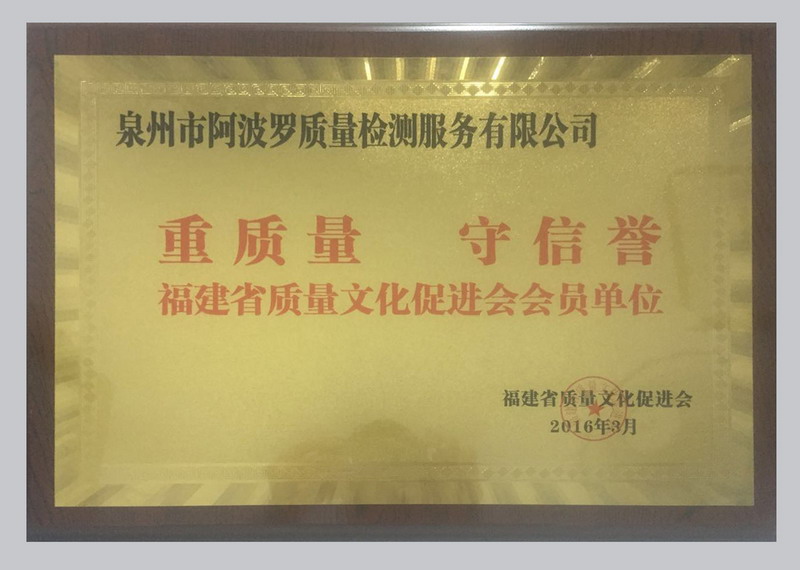 泉州市阿波罗质量检测服务有限公司
重质量 守信誉
福建省质量文化促进会会员单位
福建省质量文化促进会
2016年3月